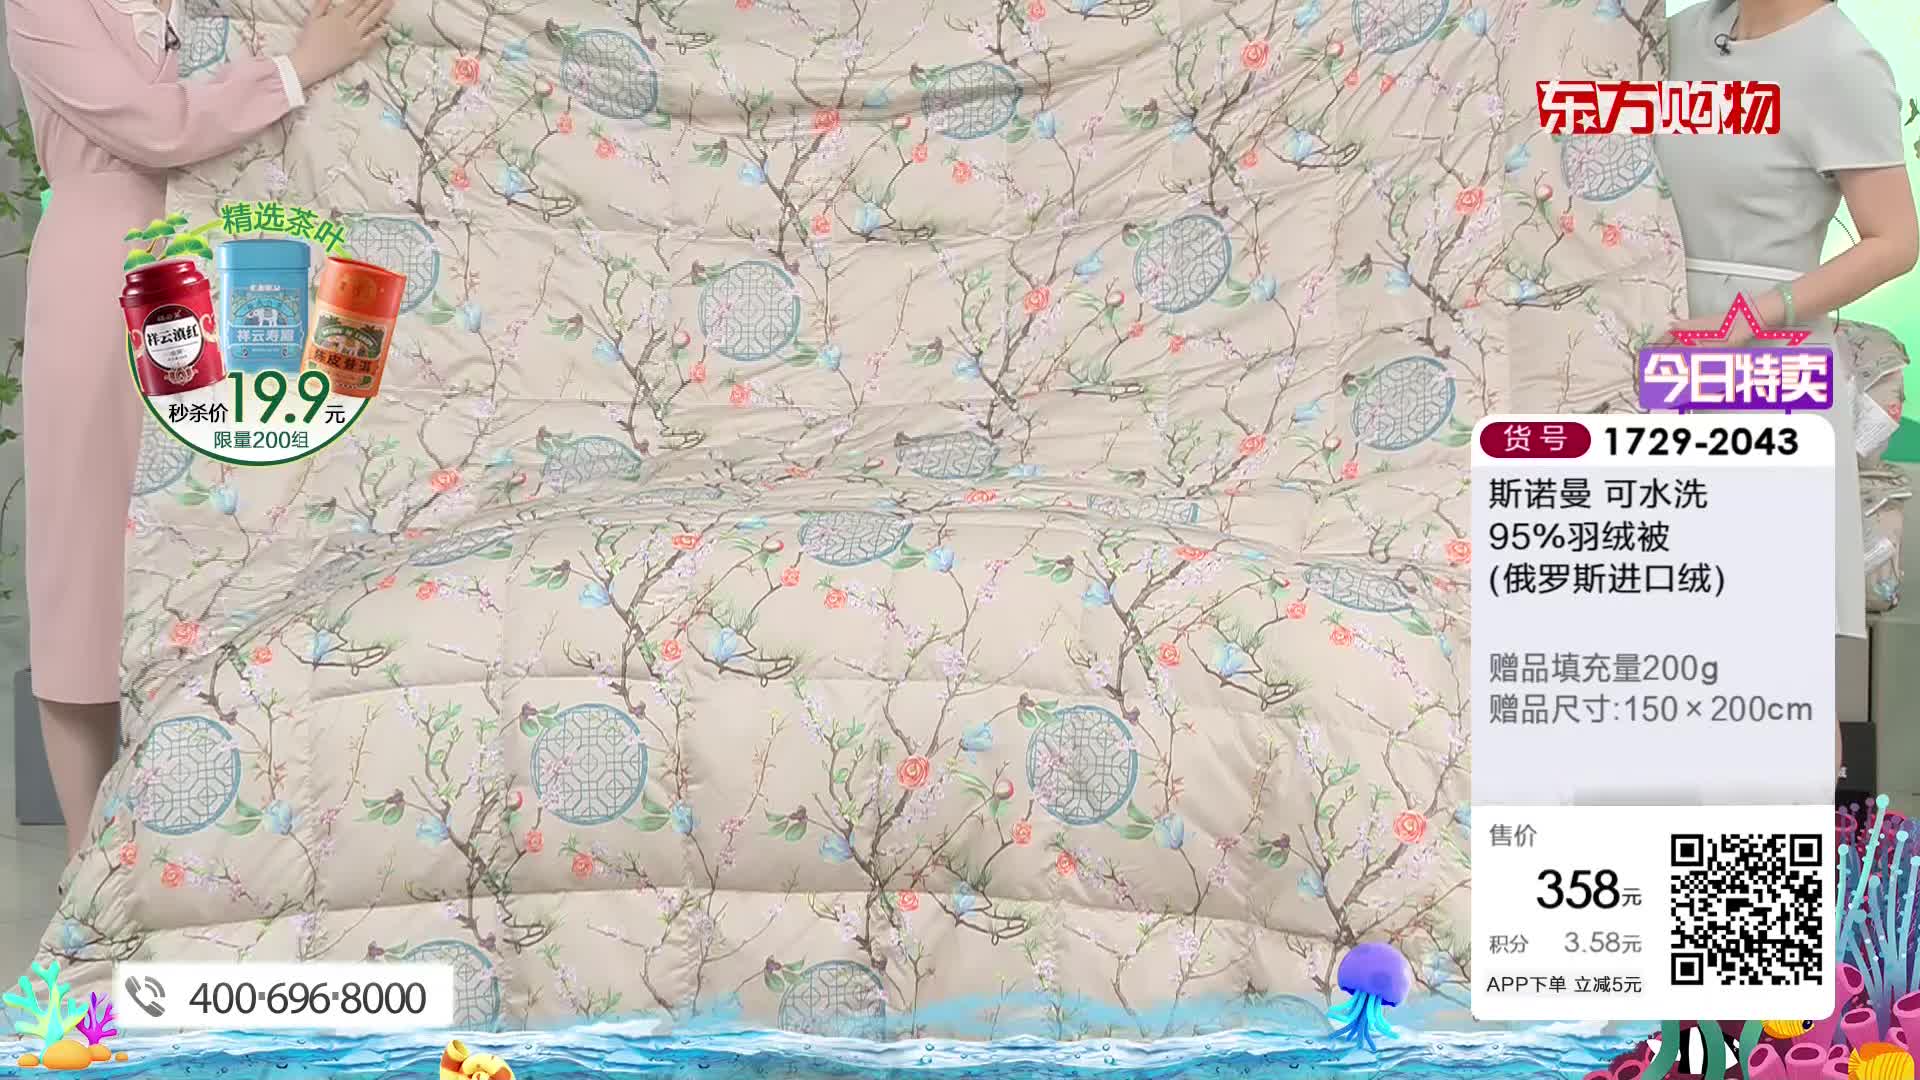 东方购物
精选茶叶
祥云滇红
祥云寿眉
陈皮普洱
秒杀价19.9元
限量200组
今日特卖
货号 1729-2043
斯诺曼 可水洗
95%羽绒被
(俄罗斯进口绒)
赠品填充量200g
赠品尺寸:150×200cm
售价
358元
积分 3.58元
APP下单 立减5元
400·696·8000